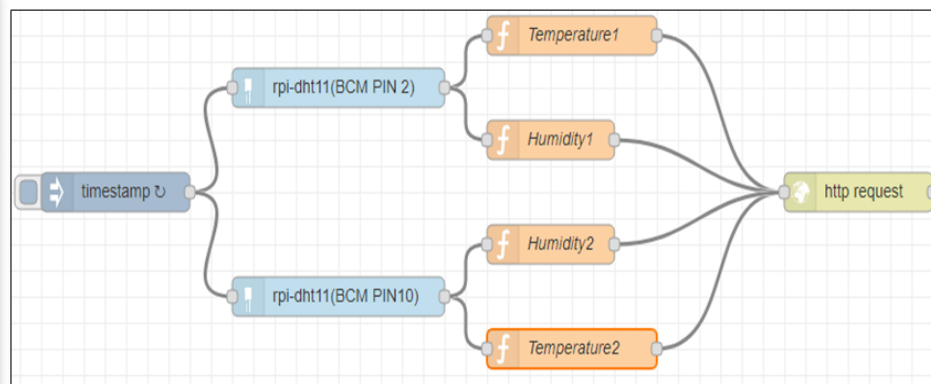 Temperature1
rpi-dht11(BCM PIN 2)
Humidity1
timestamp ↻
http request
Humidity2
rpi-dht11(BCM PIN10)
Temperature2